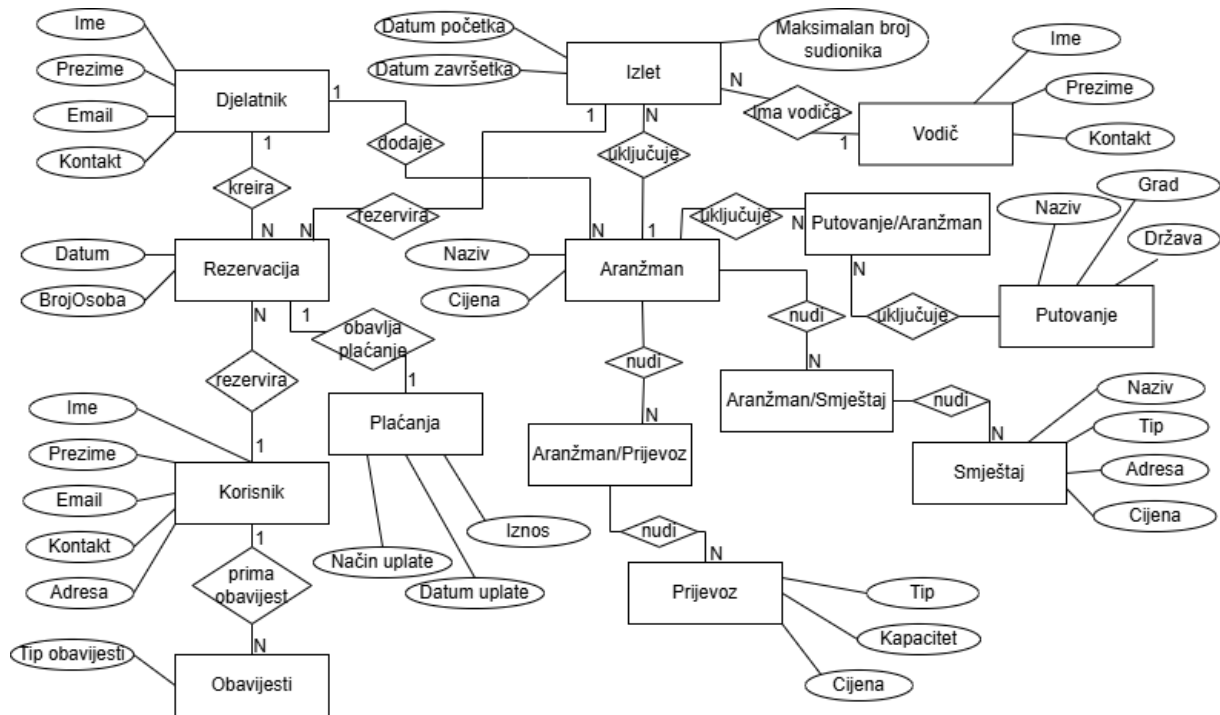 Ime
Prezime
Email
Kontakt
Djelatnik
1
1
kreira
N
dodaje
N
Datum početka
Datum završetka
Izlet
Maksimalan broj
sudionika
1
N
N
Ima vodiča
1
Ime
Prezime
Kontakt
Vodič
uključuje
1
rezervira
N
Datum
BrojOsoba
Rezervacija
N
1
Naziv
Cijena
Aranžman
uključuje
N
Putovanje/Aranžman
N
uključuje
Naziv
Grad
Država
Putovanje
obavlja
plaćanje
1
rezervira
1
nudi
N
nudi
N
Aranžman/Smještaj
nudi
N
Naziv
Tip
Adresa
Cijena
Smještaj
Aranžman/Prijevoz
nudi
N
Prijevoz
Tip
Kapacitet
Cijena
Plaćanja
Način uplate
Datum uplate
Iznos
Ime
Prezime
Email
Kontakt
Adresa
Korisnik
1
prima
obavijest
N
Tip obavijesti
Obavijesti